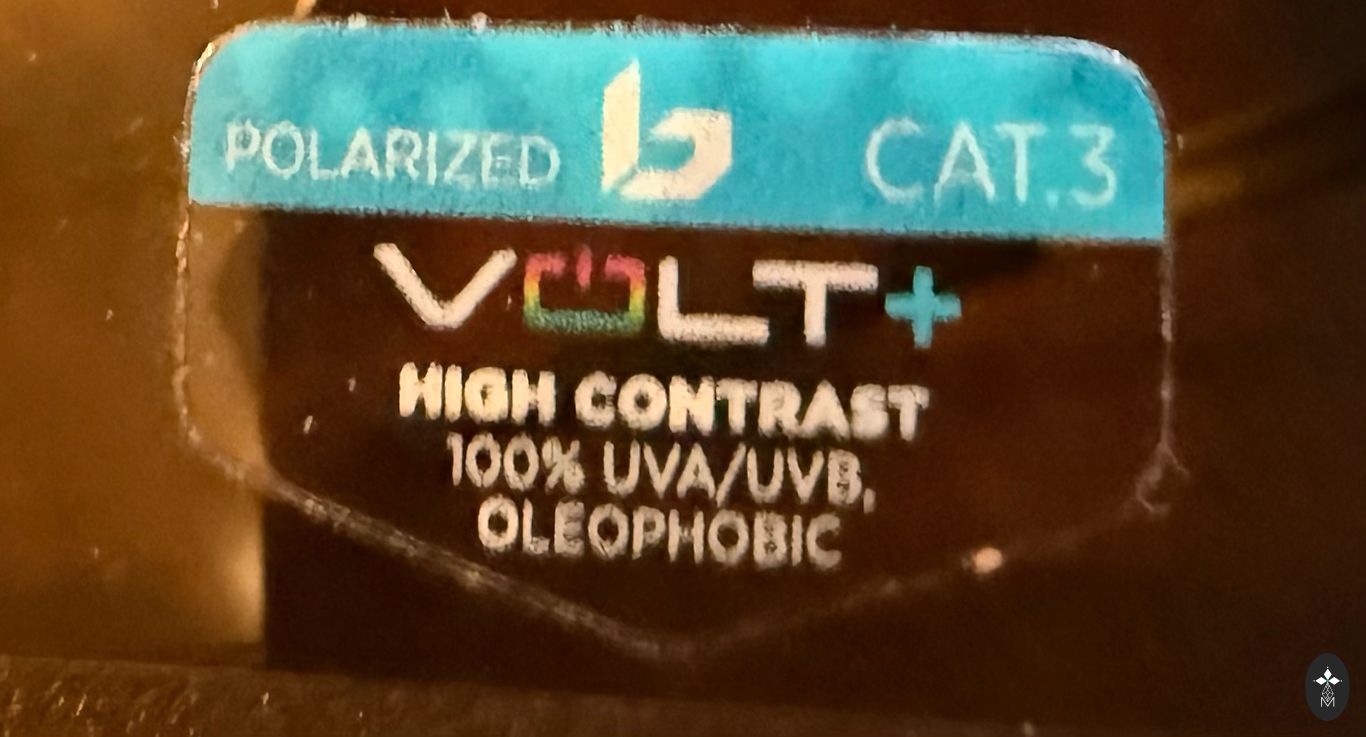 POLARIZED b CAT.3
VOLT+
HIGH CONTRAST
100% UVA/UVB,
OLEOPHOBIC
M